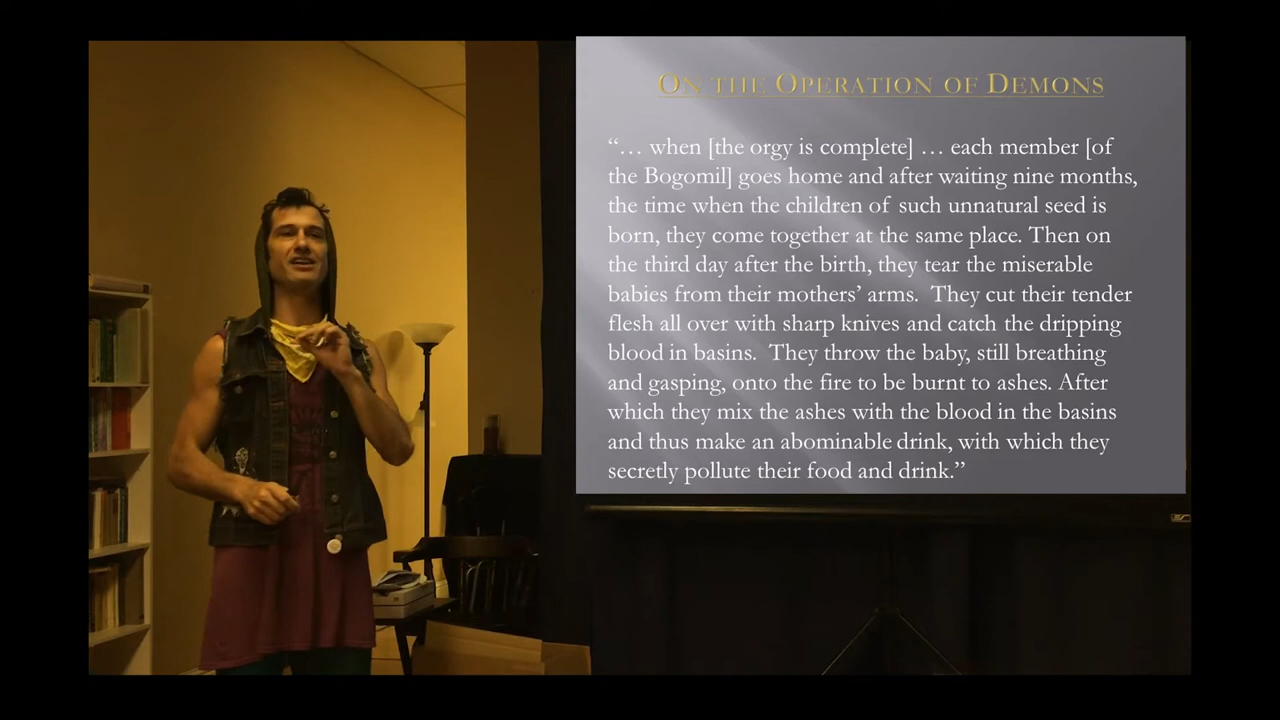 ON THE OPERATION OF DEMONS
“… when [the orgy is complete] … each member [of
the Bogomil] goes home and after waiting nine months,
the time when the children of such unnatural seed is
born, they come together at the same place. Then on
the third day after the birth, they tear the miserable
babies from their mothers’ arms. They cut their tender
flesh all over with sharp knives and catch the dripping
blood in basins. They throw the baby, still breathing
and gasping, onto the fire to be burnt to ashes. After
which they mix the ashes with the blood in the basins
and thus make an abominable drink, with which they
secretly pollute their food and drink.”